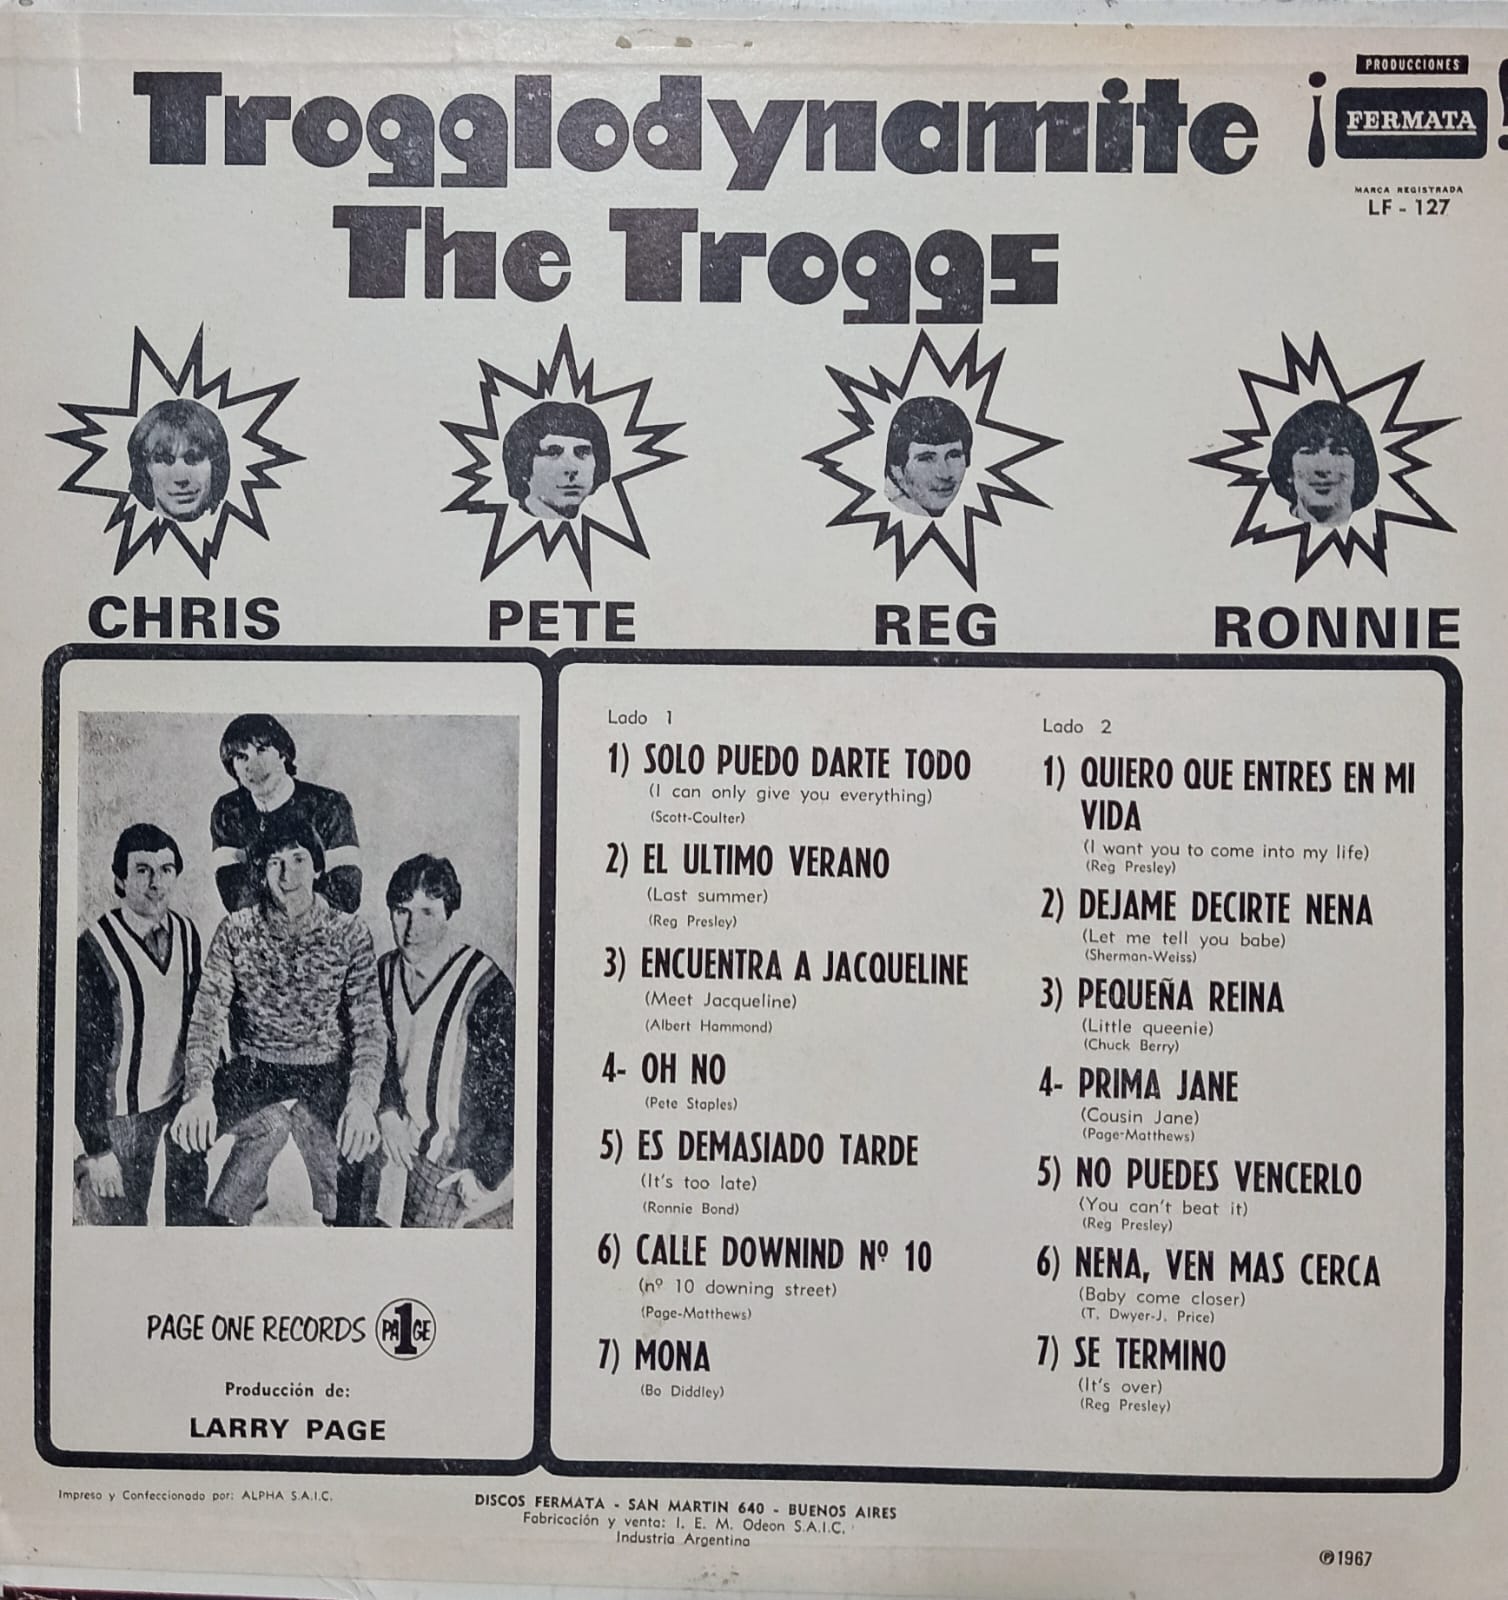 Trogglodynamite
The Troggs
PRODUCCIONES
¡FERMATA!
MARCA REGISTRADA
LF - 127
CHRIS
PETE
REG
RONNIE
PAGE ONE RECORDS PA1GE
Producción de:
LARRY PAGE
Lado 1
1) SOLO PUEDO DARTE TODO
(I can only give you everything)
(Scott-Coulter)
2) EL ULTIMO VERANO
(Last summer)
(Reg Presley)
3) ENCUENTRA A JACQUELINE
(Meet Jacqueline)
(Albert Hammond)
4- OH NO
(Pete Staples)
5) ES DEMASIADO TARDE
(It's too late)
(Ronnie Bond)
6) CALLE DOWNIND Nº 10
(nº 10 downing street)
(Page-Matthews)
7) MONA
(Bo Diddley)
Lado 2
1) QUIERO QUE ENTRES EN MI
VIDA
(I want you to come into my life)
(Reg Presley)
2) DEJAME DECIRTE NENA
(Let me tell you babe)
(Sherman-Weiss)
3) PEQUEÑA REINA
(Little queenie)
(Chuck Berry)
4- PRIMA JANE
(Cousin Jane)
(Page-Matthews)
5) NO PUEDES VENCERLO
(You can't beat it)
(Reg Presley)
6) NENA, VEN MAS CERCA
(Baby come closer)
(T. Dwyer-J. Price)
7) SE TERMINO
(It's over)
(Reg Presley)
Impreso y Confeccionado por: ALPHA S.A.I.C.
DISCOS FERMATA - SAN MARTIN 640 - BUENOS AIRES
Fabricación y venta: I. E. M. Odeon S.A.I.C.
Industria Argentina
℗1967